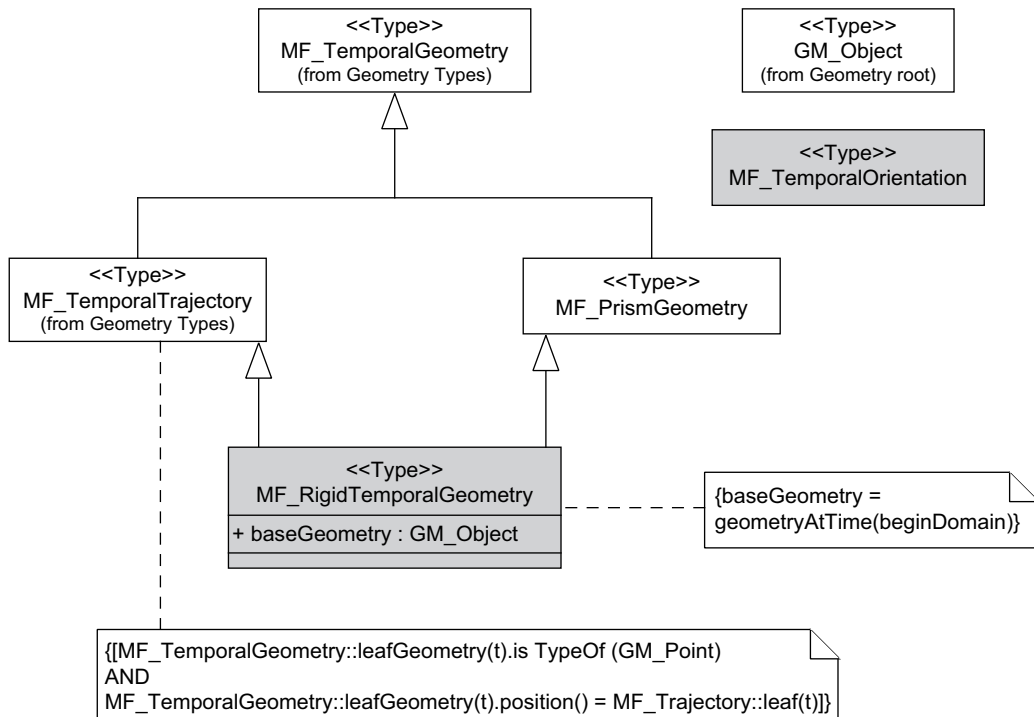 <<Type>>
MF_TemporalGeometry
(from Geometry Types)
<<Type>>
GM_Object
(from Geometry root)
<<Type>>
MF_TemporalOrientation
<<Type>>
MF_TemporalTrajectory
(from Geometry Types)
<<Type>>
MF_PrismGeometry
<<Type>>
MF_RigidTemporalGeometry
+ baseGeometry : GM_Object
{baseGeometry =
geometryAtTime(beginDomain)}
{[MF_TemporalGeometry::leafGeometry(t).is TypeOf (GM_Point)
AND
MF_TemporalGeometry::leafGeometry(t).position() = MF_Trajectory::leaf(t)]}